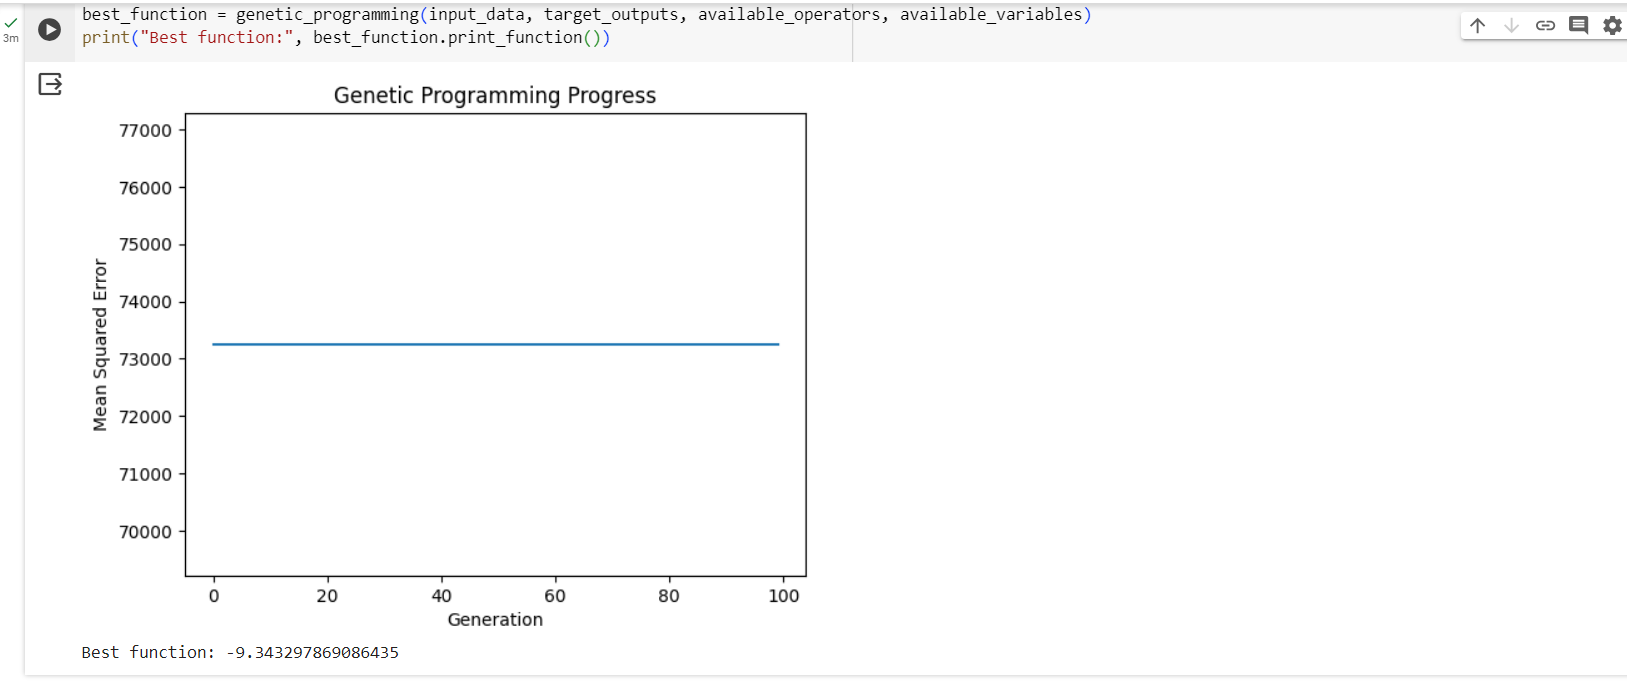 best_function = genetic_programming(input_data, target_outputs, available_operators, available_variables)
3m
print("Best function:", best_function.print_function())
Genetic Programming Progress
77000
76000
75000
74000
73000
72000
71000
70000
Mean Squared Error
0 20 40 60 80 100
Generation
Best function: -9.343297869086435